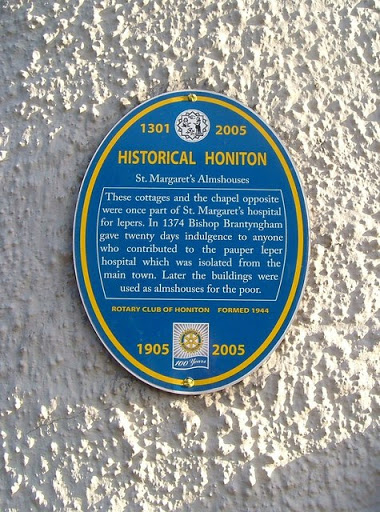 1301 2005
HISTORICAL HONITON
St. Margaret's Almshouses
These cottages and the chapel opposite
were once part of St. Margaret's hospital
for lepers. In 1374 Bishop Brantyngham
gave twenty days indulgence to anyone
who contributed to the pauper leper
hospital which was isolated from the
main town. Later the buildings were
used as almshouses for the poor.
ROTARY CLUB OF HONITON FORMED 1944
1905 2005
100 Years